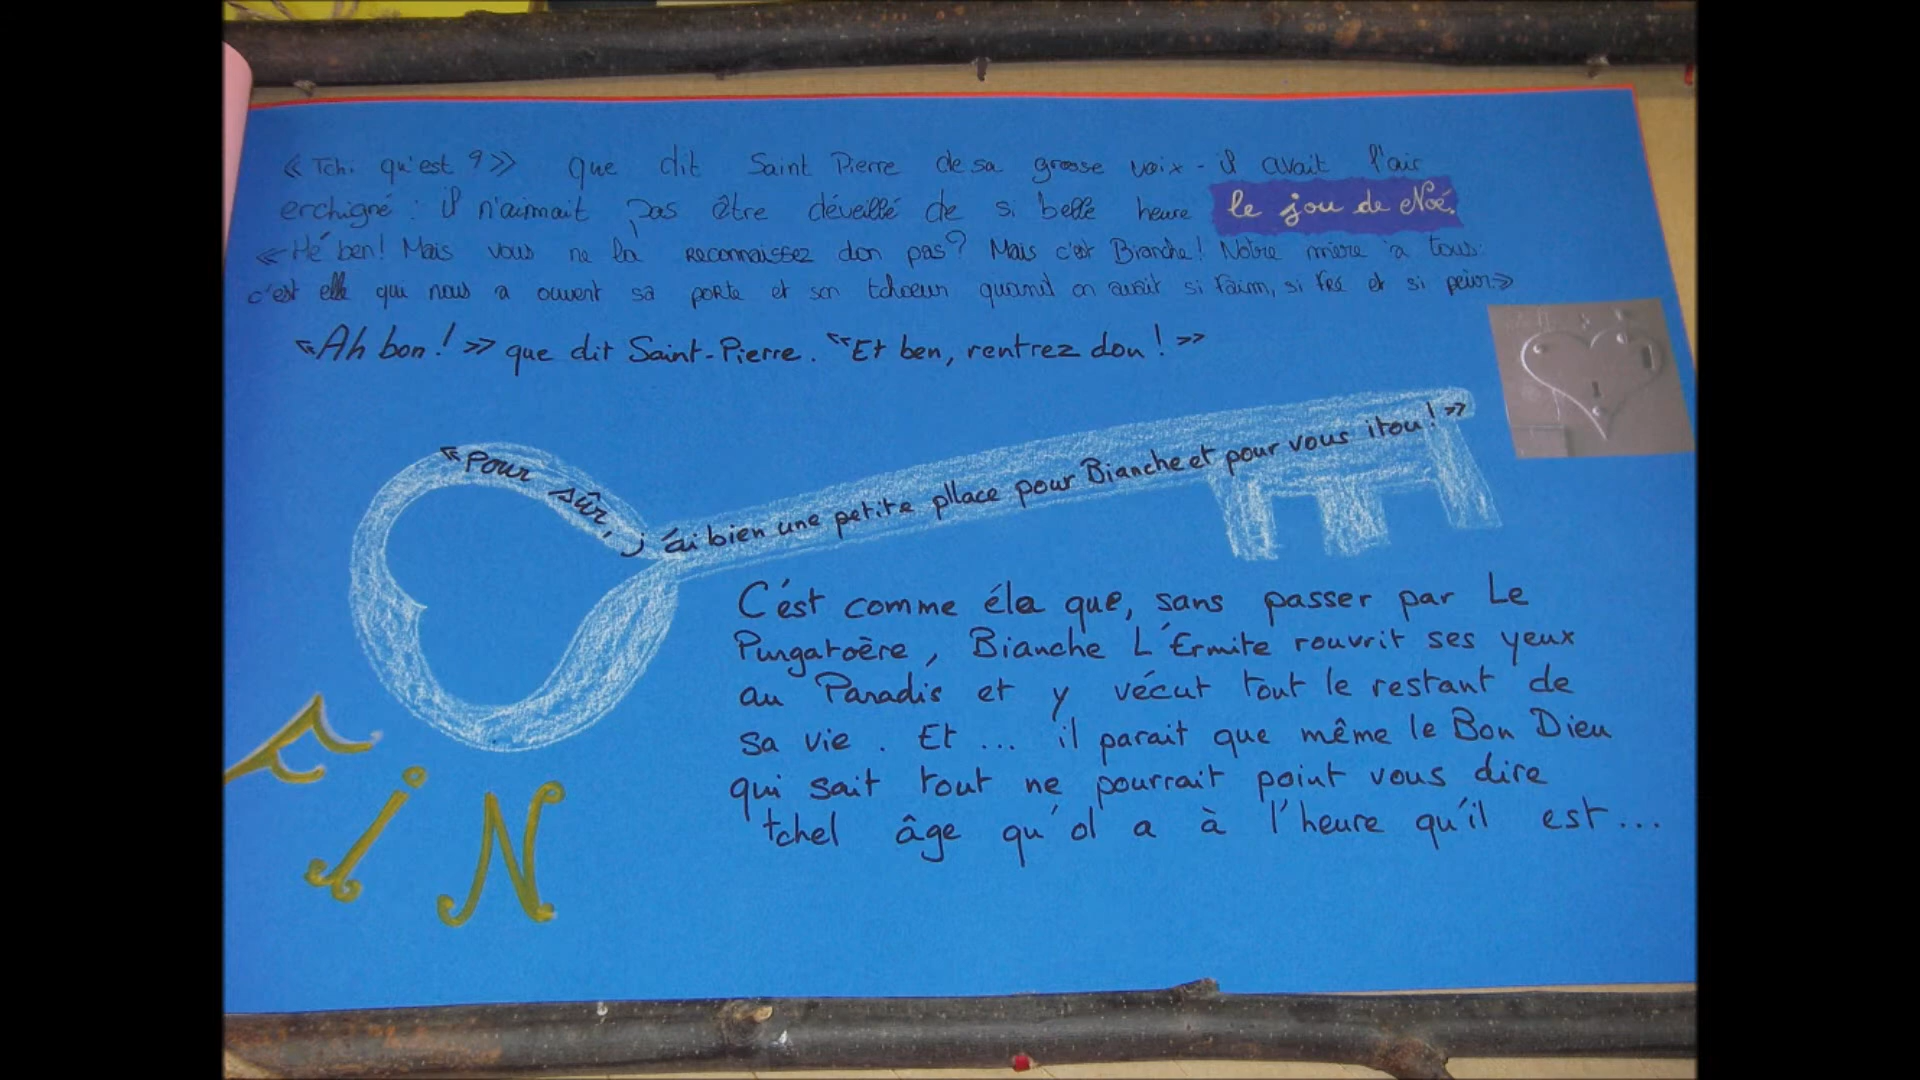 « Tchi qu'est ? » que dit Saint Pierre de sa grosse voix - il avait l'air
erchigné : il n'aimait pas être déveillé de si belle heure le jou de Noé.
« Hé ben ! Mais vous ne la reconnaissez don pas ? Mais c'est Bianche ! Notre mère à tous :
c'est elle qui nous a ouvert sa porte et son tchoeur quand on avait si faim, si fré et si peur »
« Ah bon ! » que dit Saint-Pierre. « Et ben, rentrez don ! »
« Pour sûr, j'ai bien une petite pllace pour Bianche et pour vous itou ! »
C'est comme éla que, sans passer par Le
Purgatoère, Bianche L'Ermite rouvrit ses yeux
au Paradis et y vécut tout le restant de
sa vie. Et ... il parait que même le Bon Dieu
qui sait tout ne pourrait point vous dire
tchel âge qu'ol a à l'heure qu'il est...
FiN